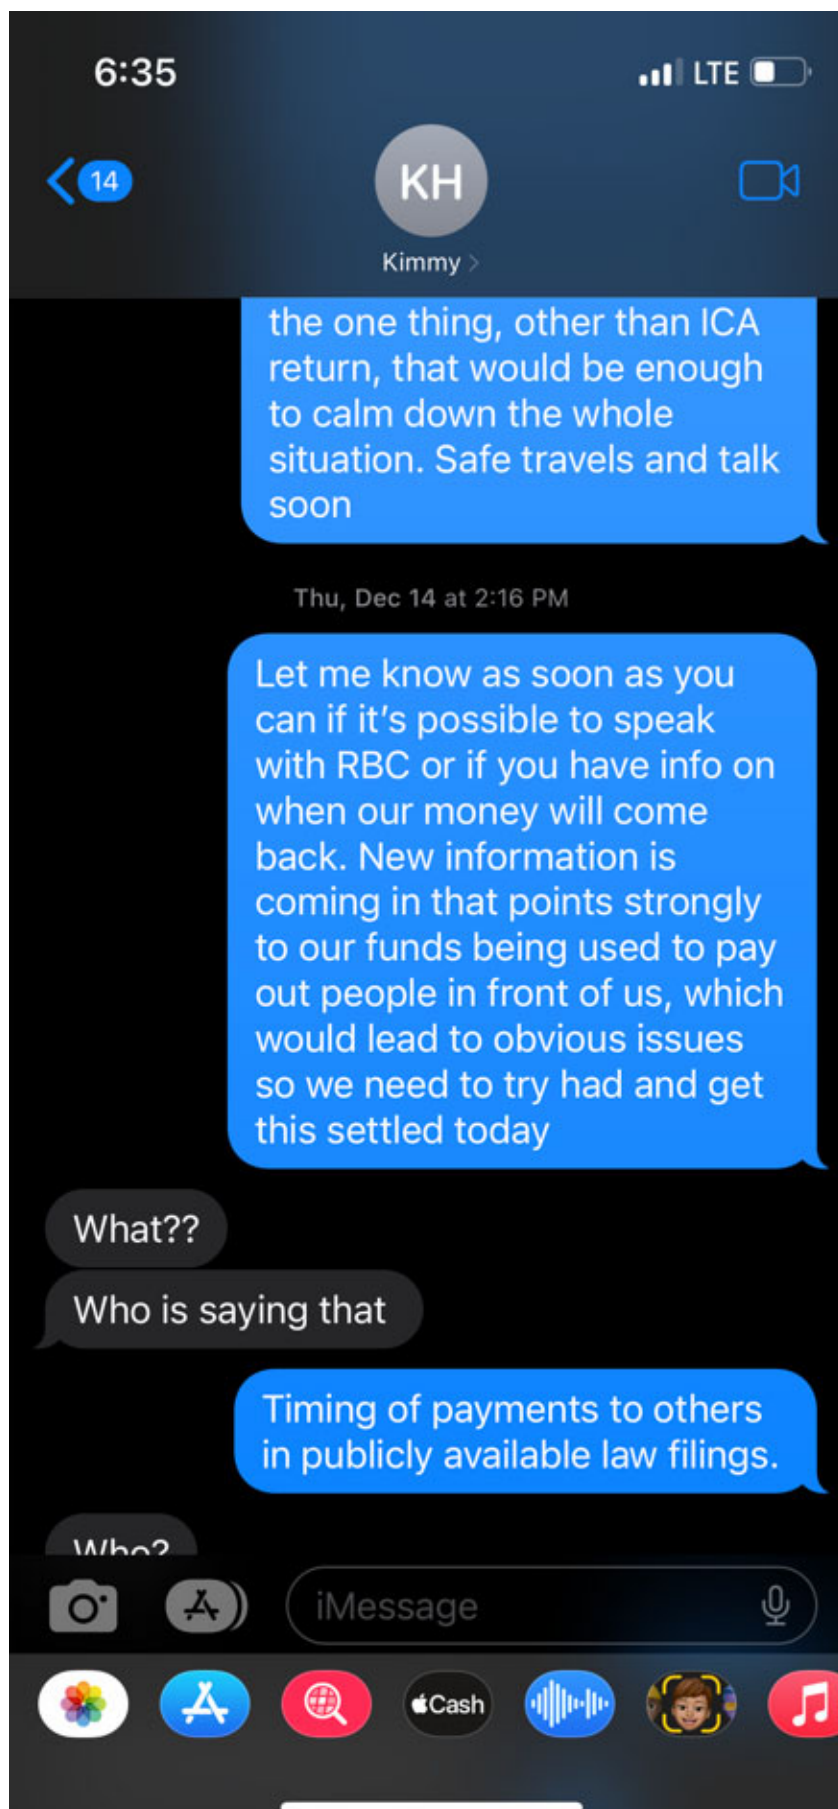 6:35
LTE
14
KH
Kimmy
the one thing, other than ICA
return, that would be enough
to calm down the whole
situation. Safe travels and talk
soon
Thu, Dec 14 at 2:16 PM
Let me know as soon as you
can if it's possible to speak
with RBC or if you have info on
when our money will come
back. New information is
coming in that points strongly
to our funds being used to pay
out people in front of us, which
would lead to obvious issues
so we need to try had and get
this settled today
What??
Who is saying that
Timing of payments to others
in publicly available law filings.
Who?
iMessage
Cash